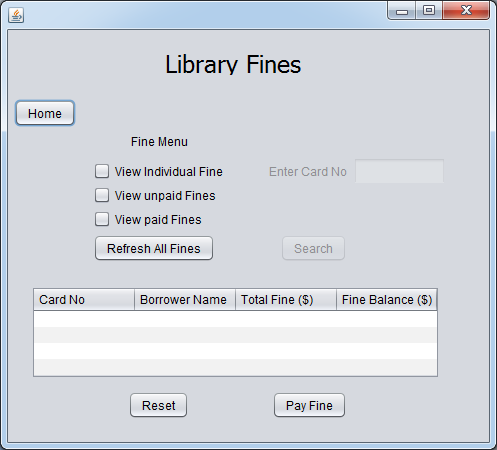 Library Fines
Home
Fine Menu
View Individual Fine Enter Card No
View unpaid Fines
View paid Fines
Refresh All Fines Search
Card No Borrower Name Total Fine ($) Fine Balance ($)
Reset Pay Fine